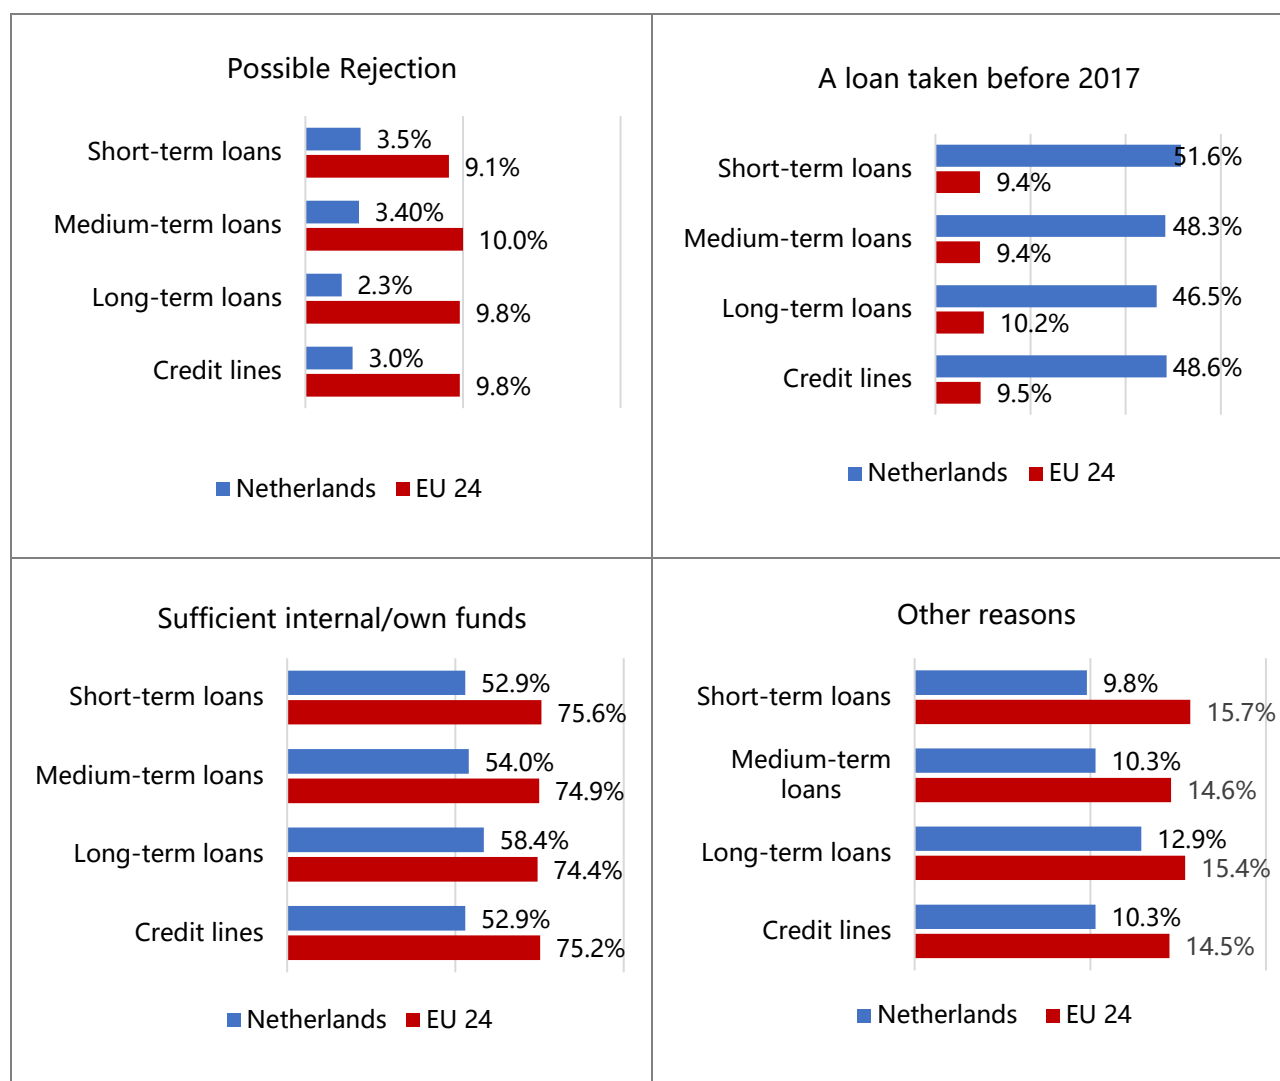 Possible Rejection
Short-term loans
3.5%
9.1%
Medium-term loans
3.40%
10.0%
Long-term loans
2.3%
9.8%
Credit lines
3.0%
9.8%
Netherlands EU 24
A loan taken before 2017
Short-term loans
51.6%
9.4%
Medium-term loans
48.3%
9.4%
Long-term loans
46.5%
10.2%
Credit lines
48.6%
9.5%
Netherlands EU 24
Sufficient internal/own funds
Short-term loans
52.9%
75.6%
Medium-term loans
54.0%
74.9%
Long-term loans
58.4%
74.4%
Credit lines
52.9%
75.2%
Netherlands EU 24
Other reasons
Short-term loans
9.8%
15.7%
Medium-term
loans
10.3%
14.6%
Long-term loans
12.9%
15.4%
Credit lines
10.3%
14.5%
Netherlands EU 24